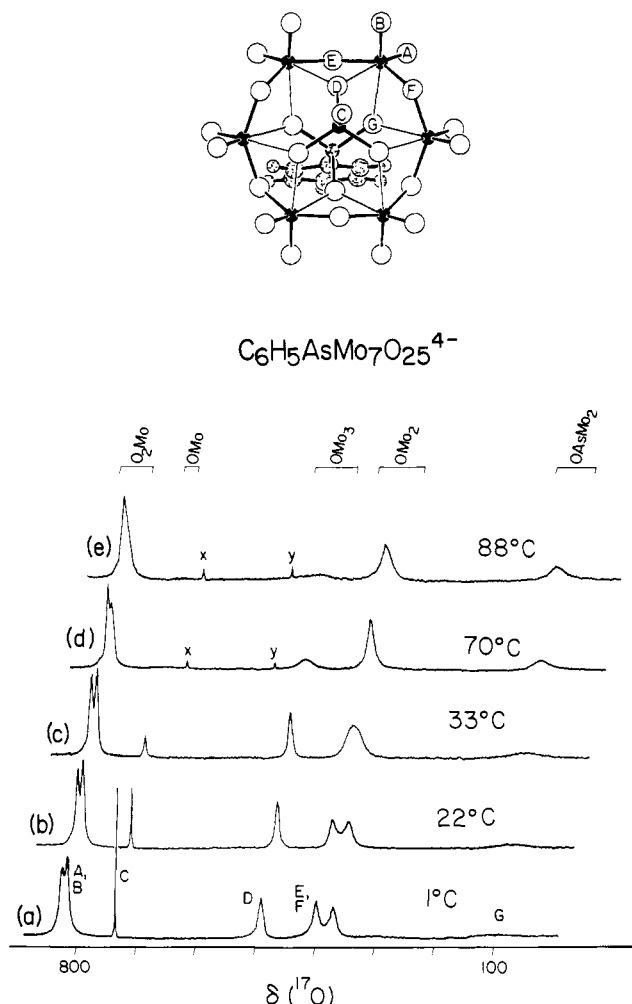 B
A
E
D
F
C
G
C6H5AsMo7O25^4-
O2Mo
OMo
OMo3
OMo2
OAsMo2
(e)
x
y
88°C
(d)
x
y
70°C
(c)
33°C
(b)
22°C
(a)
A,
B
C
D
E,
F
1°C
G
800
100
δ (17O)